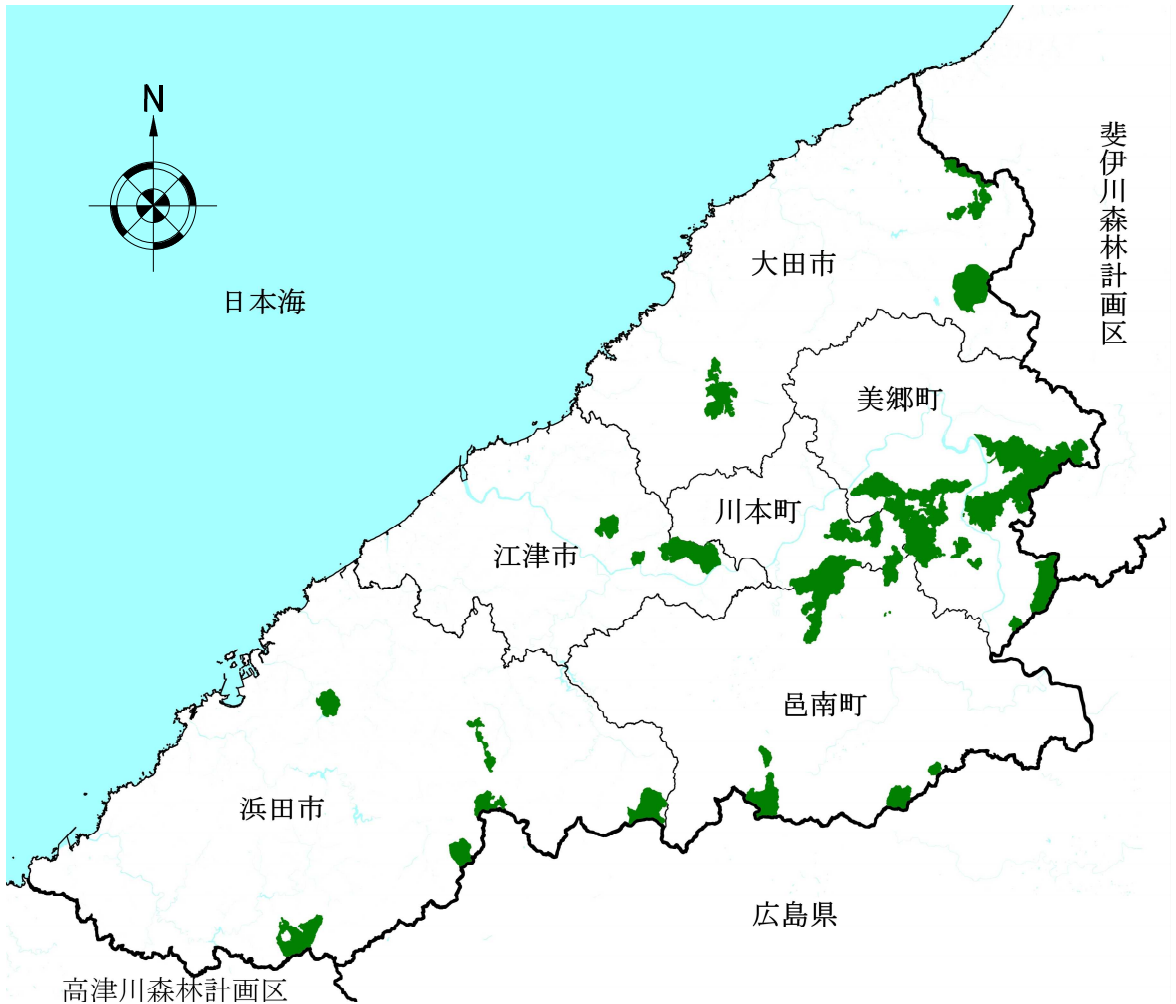 N
斐伊川森林計画区
大田市
日本海
美郷町
川本町
江津市
邑南町
浜田市
広島県
高津川森林計画区